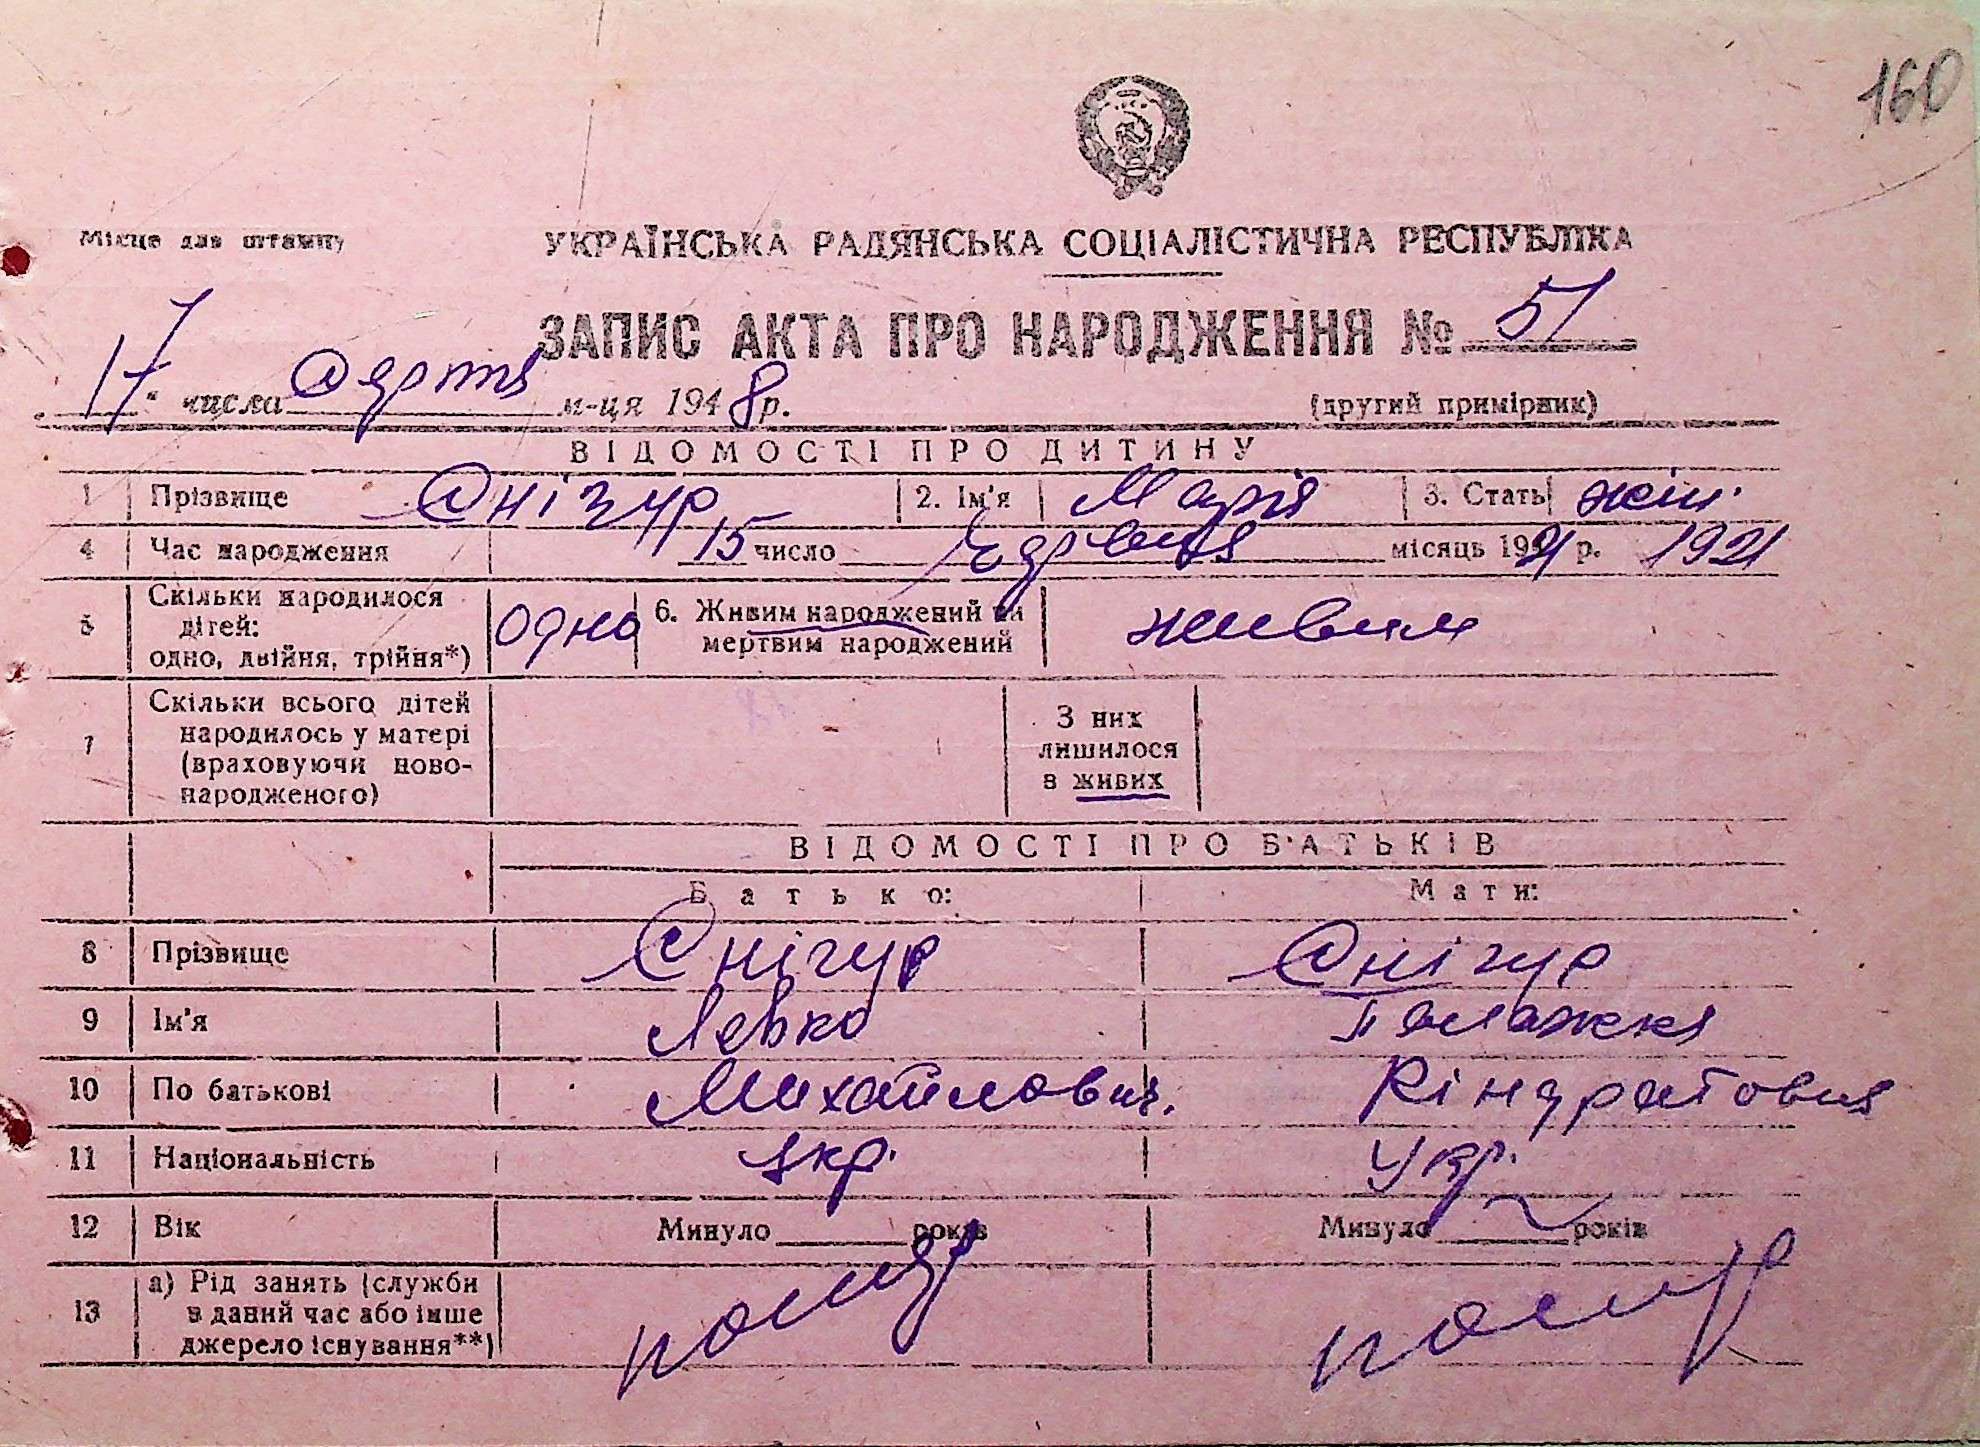 160
Місце для штампу
УКРАЇНСЬКА РАДЯНСЬКА СОЦІАЛІСТИЧНА РЕСПУБЛІКА
ЗАПИС АКТА ПРО НАРОДЖЕННЯ № 51
„17“ числа м-ця 1948 р. (другий примірник)
ВІДОМОСТІ ПРО ДИТИНУ
1 Прізвище Снігур 2. Ім'я Марія 3. Стать жін.
4 Час народження 15 число місяць 1921 р. 1921
5 Скільки народилося дітей: одно, двійня, трійня*) одно 6. Живим народжений чи мертвим народжений живим
7 Скільки всього дітей народилось у матері (враховуючи новонародженого) - З них лишилося в живих
ВІДОМОСТІ ПРО БАТЬКІВ
Батько: Мати:
8 Прізвище Снігур Снігур
9 Ім'я Левко
10 По батькові Михайлович. Кіндратовна
11 Національність Укр. Укр.
12 Вік Минуло років Минуло років
13 а) Рід занять (служби в даний час або інше джерело існування**)